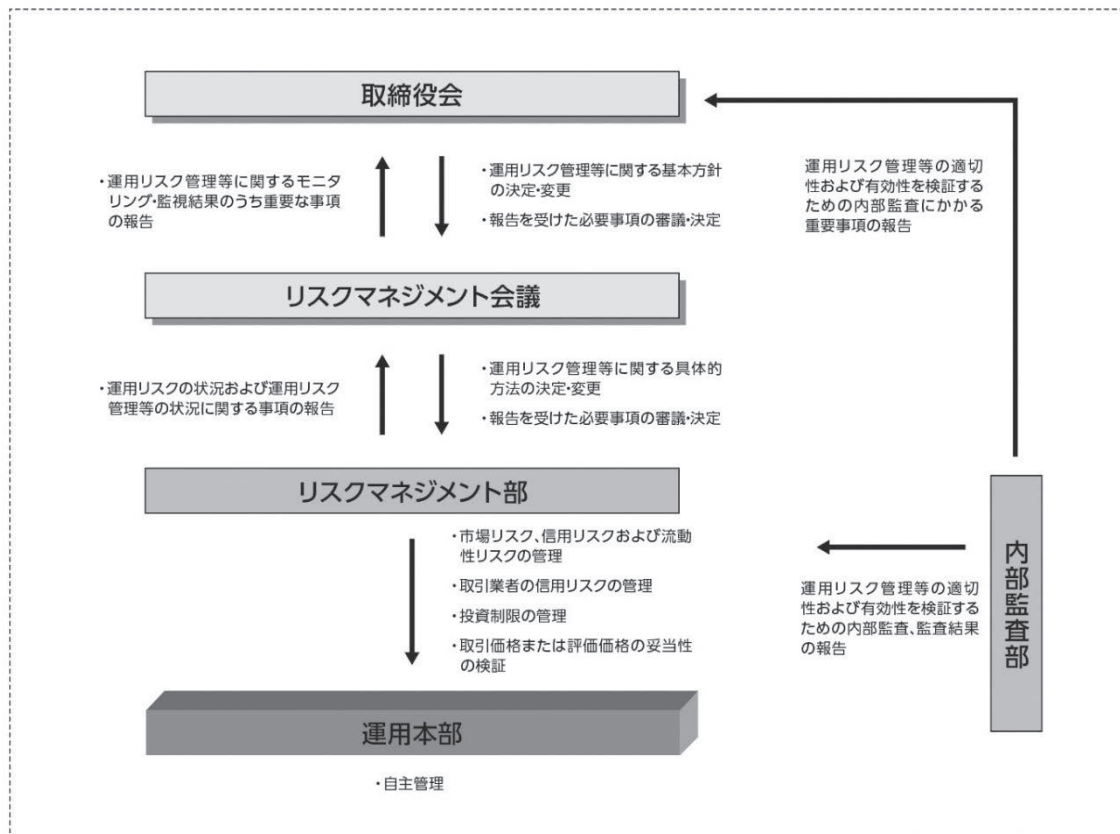 取締役会
・運用リスク管理等に関するモニ
タリング・監視結果のうち重要な事項
の報告
・運用リスク管理等に関する基本方針
の決定・変更
・報告を受けた必要事項の審議・決定
運用リスク管理等の適切
性および有効性を検証する
ための内部監査にかかる
重要事項の報告
リスクマネジメント会議
・運用リスクの状況および運用リスク
管理等の状況に関する事項の報告
・運用リスク管理等に関する具体的
方法の決定・変更
・報告を受けた必要事項の審議・決定
リスクマネジメント部
・市場リスク、信用リスクおよび流動
性リスクの管理
・取引業者の信用リスクの管理
・投資制限の管理
・取引価格または評価価格の妥当性
の検証
運用リスク管理等の適切
性および有効性を検証する
ための内部監査、監査結果
の報告
内部監査部
運用本部
・自主管理